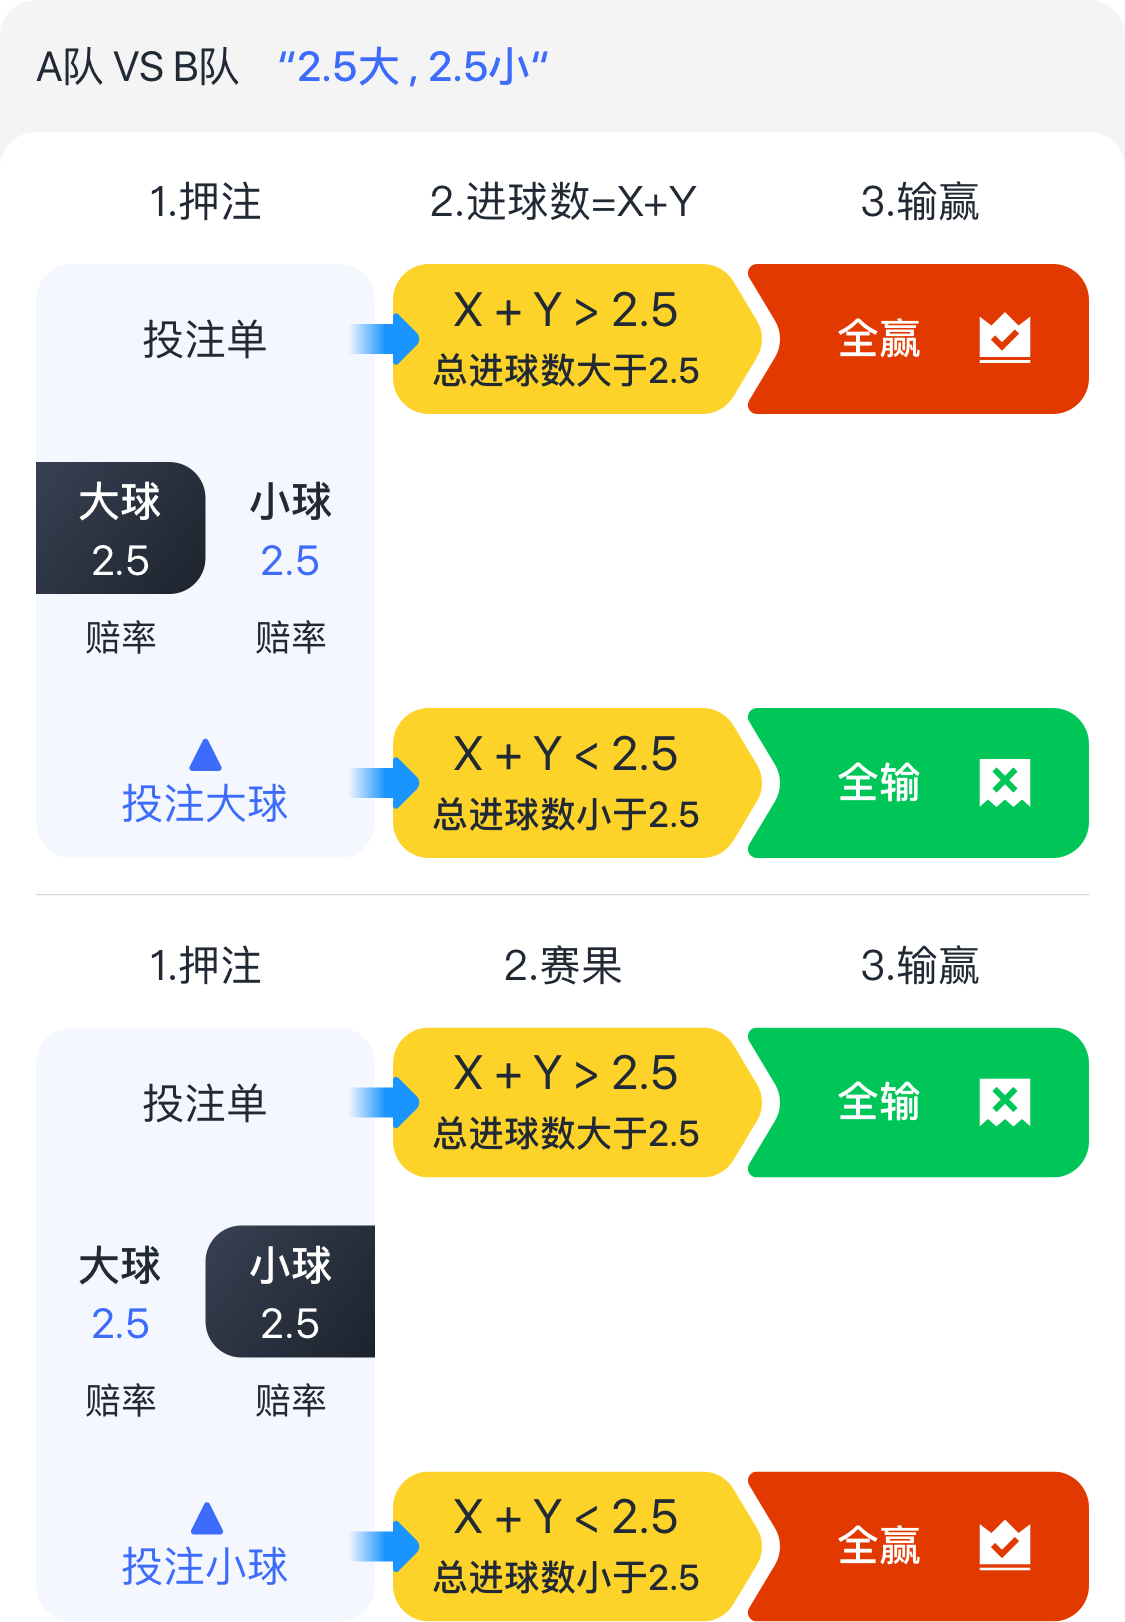 A队 VS B队 “2.5大 , 2.5小“
1.押注 2.进球数=X+Y 3.输赢
投注单
X + Y > 2.5
总进球数大于2.5
全赢
大球 小球
2.5 2.5
赔率 赔率
投注大球
X + Y < 2.5
总进球数小于2.5
全输
1.押注 2.赛果 3.输赢
投注单
X + Y > 2.5
总进球数大于2.5
全输
大球 小球
2.5 2.5
赔率 赔率
投注小球
X + Y < 2.5
总进球数小于2.5
全赢